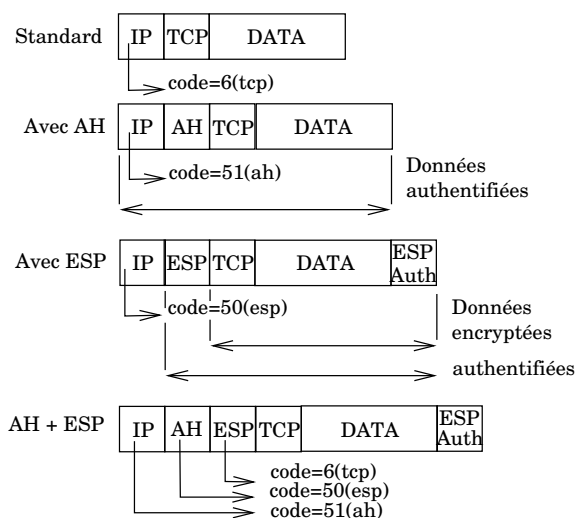 Standard IP TCP DATA
code=6(tcp)
Avec AH IP AH TCP DATA
code=51(ah)
Données
authentifiées
Avec ESP IP ESP TCP DATA ESP
Auth
code=50(esp)
Données
encryptées
authentifiées
AH + ESP IP AH ESP TCP DATA ESP
Auth
code=6(tcp)
code=50(esp)
code=51(ah)